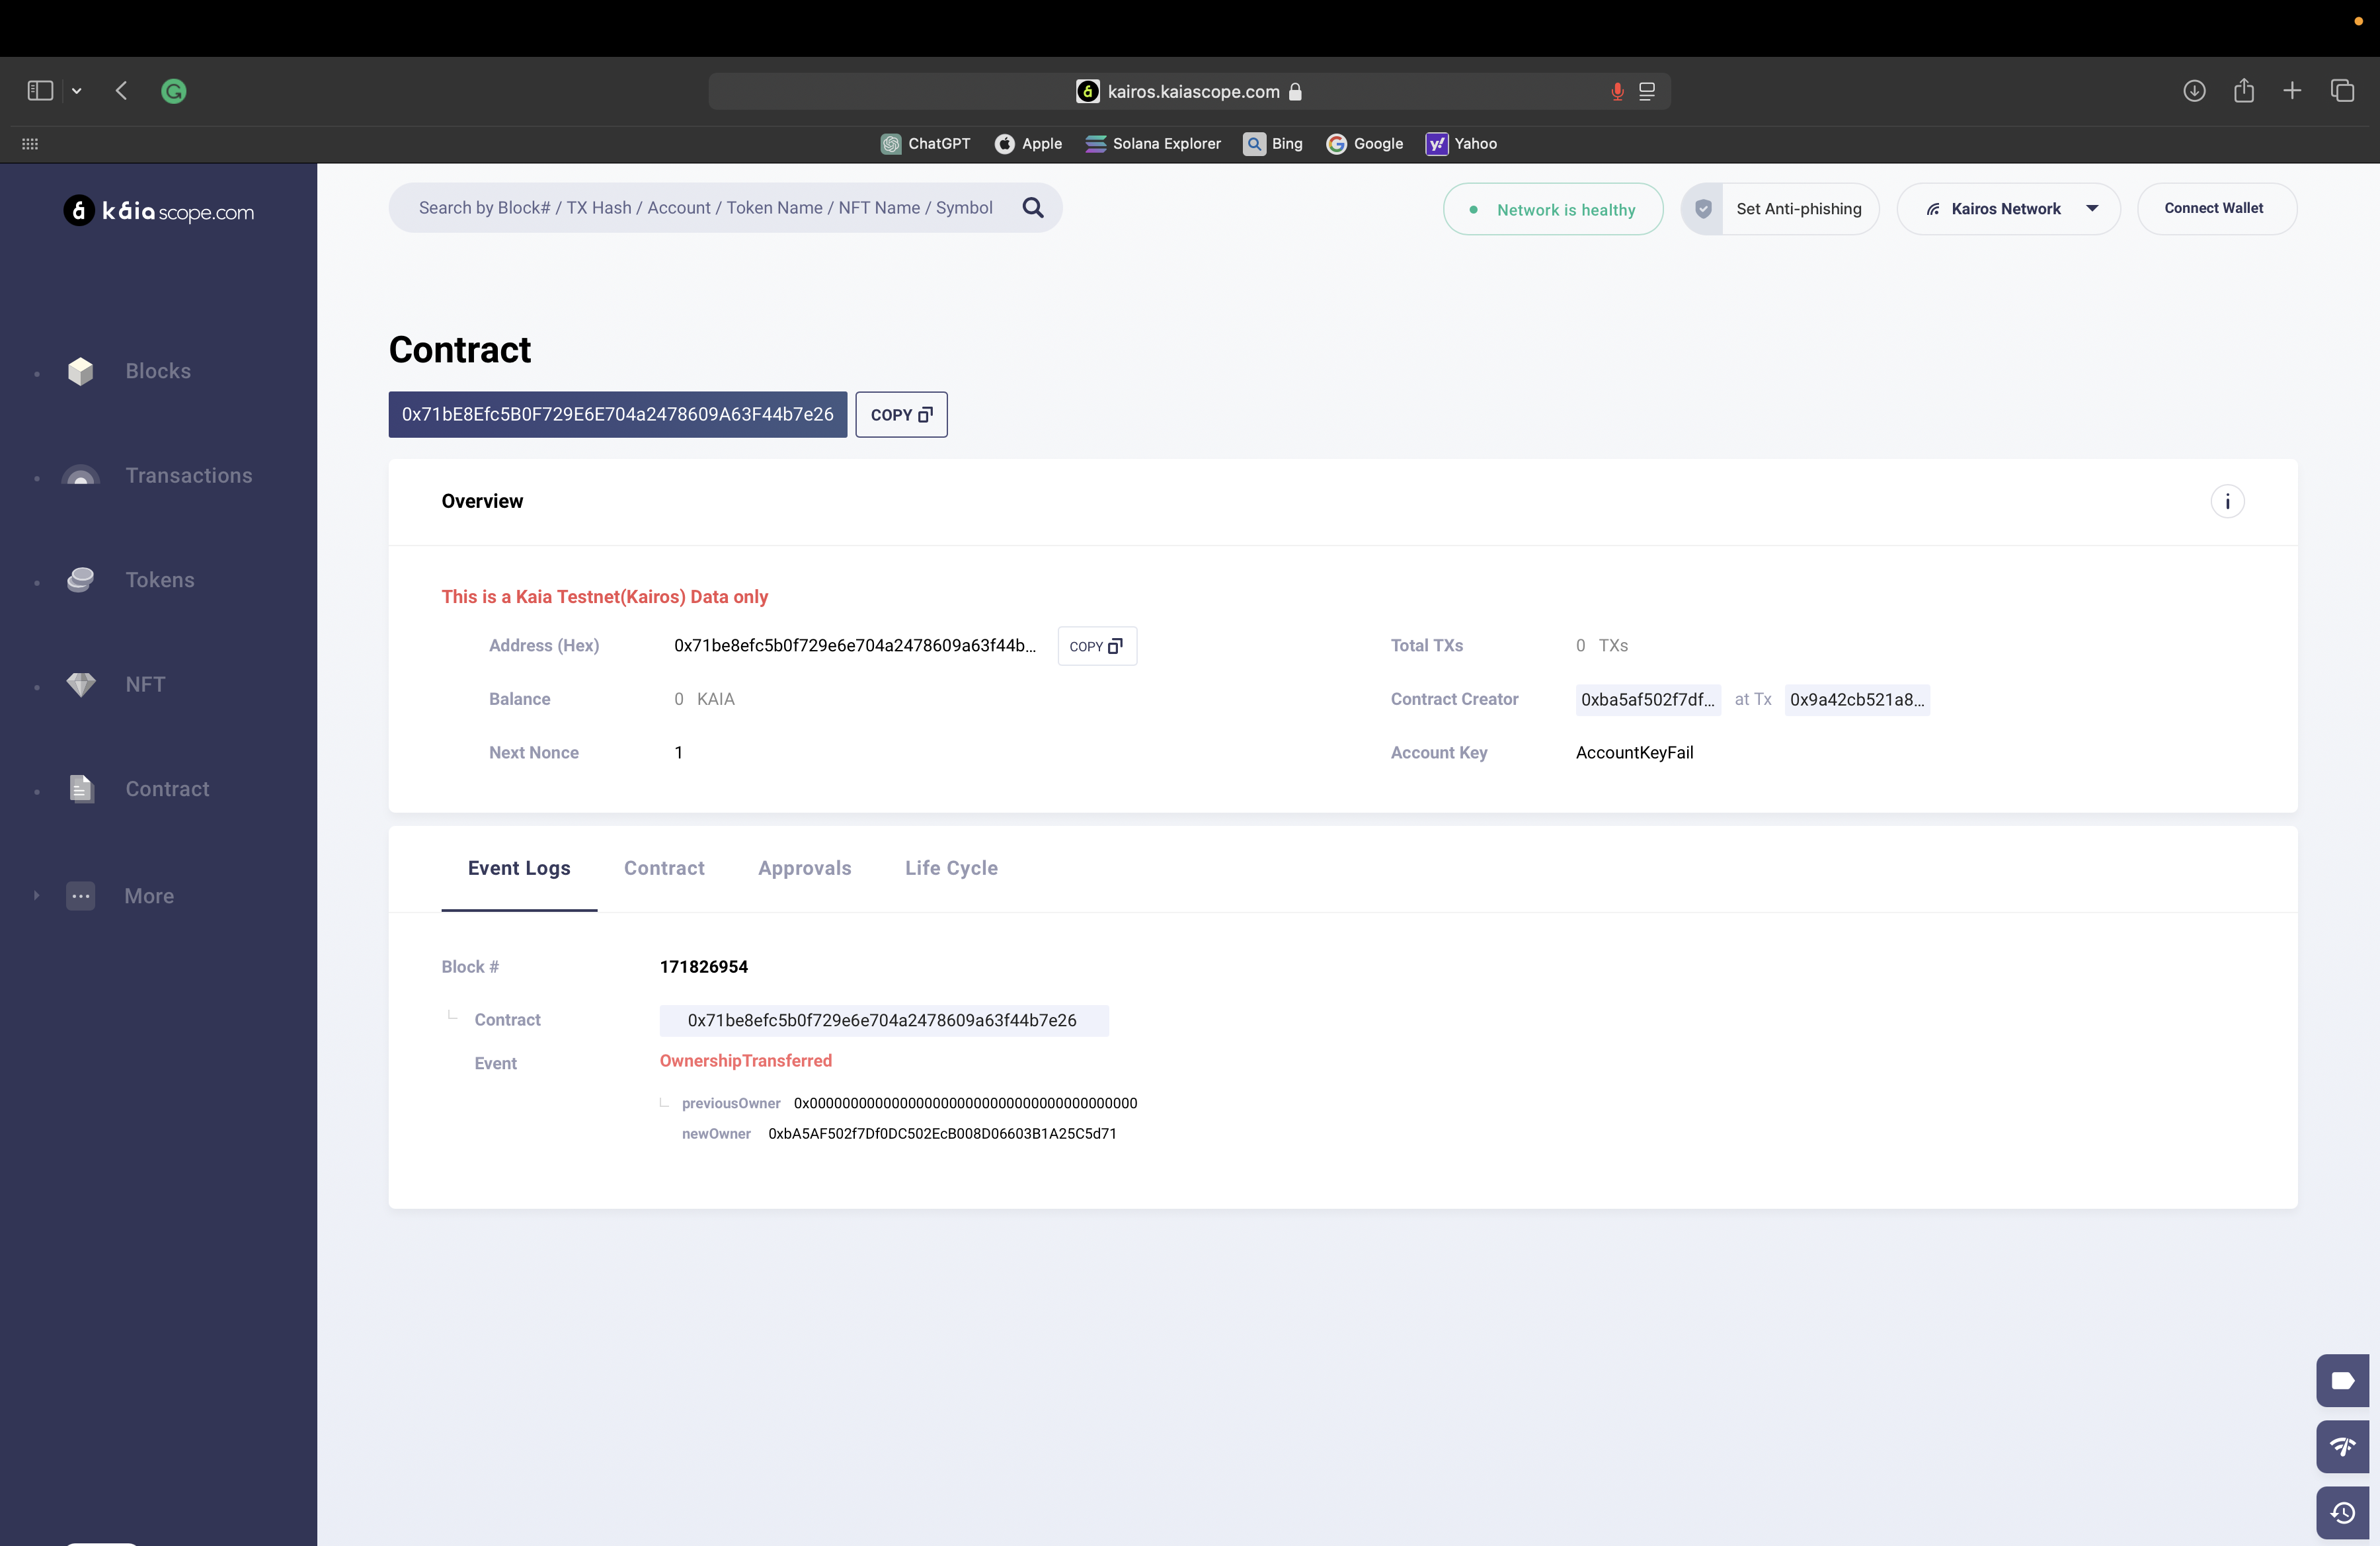 kairos.kaiascope.com
ChatGPT Apple Solana Explorer Bing Google Yahoo
kaiascope.com
Search by Block# / TX Hash / Account / Token Name / NFT Name / Symbol
Network is healthy
Set Anti-phishing
Kairos Network
Connect Wallet
Blocks
Transactions
Tokens
NFT
Contract
More
Contract
0x71bE8Efc5B0F729E6E704a2478609A63F44b7e26 COPY
Overview
This is a Kaia Testnet(Kairos) Data only
Address (Hex) 0x71be8efc5b0f729e6e704a2478609a63f44b... COPY
Total TXs 0 TXs
Balance 0 KAIA
Contract Creator 0xba5af502f7df... at Tx 0x9a42cb521a8...
Next Nonce 1
Account Key AccountKeyFail
Event Logs Contract Approvals Life Cycle
Block # 171826954
Contract 0x71be8efc5b0f729e6e704a2478609a63f44b7e26
Event OwnershipTransferred
previousOwner 0x0000000000000000000000000000000000000000
newOwner 0xbA5AF502f7Df0DC502EcB008D06603B1A25C5d71